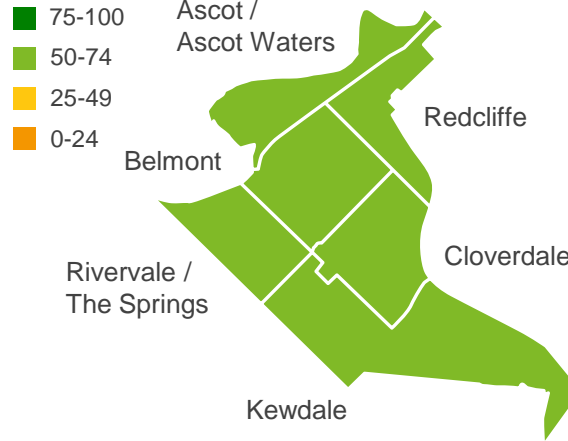 75-100
50-74
25-49
0-24
Ascot /
Ascot Waters
Redcliffe
Belmont
Cloverdale
Rivervale /
The Springs
Kewdale